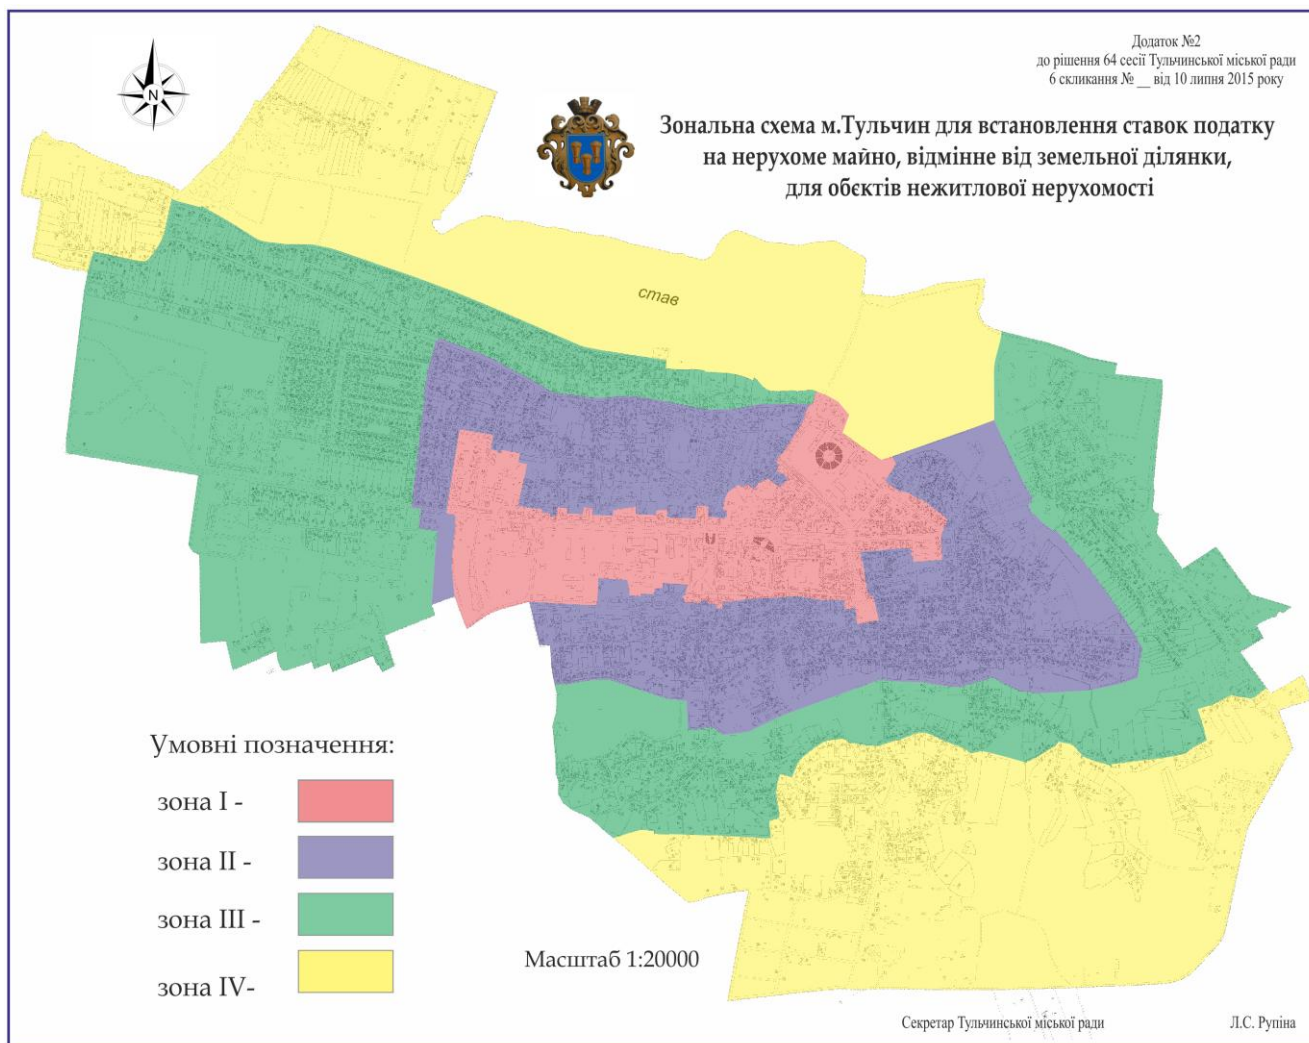 Додаток №2
до рішення 64 сесії Тульчинської міської ради
6 скликання № __ від 10 липня 2015 року
N
Зональна схема м.Тульчин для встановлення ставок податку
на нерухоме майно, відмінне від земельної ділянки,
для обєктів нежитлової нерухомості
став
Умовні позначення:
зона I -
зона II -
зона III -
зона IV-
Масштаб 1:20000
Секретар Тульчинської міської ради Л.С. Рупіна